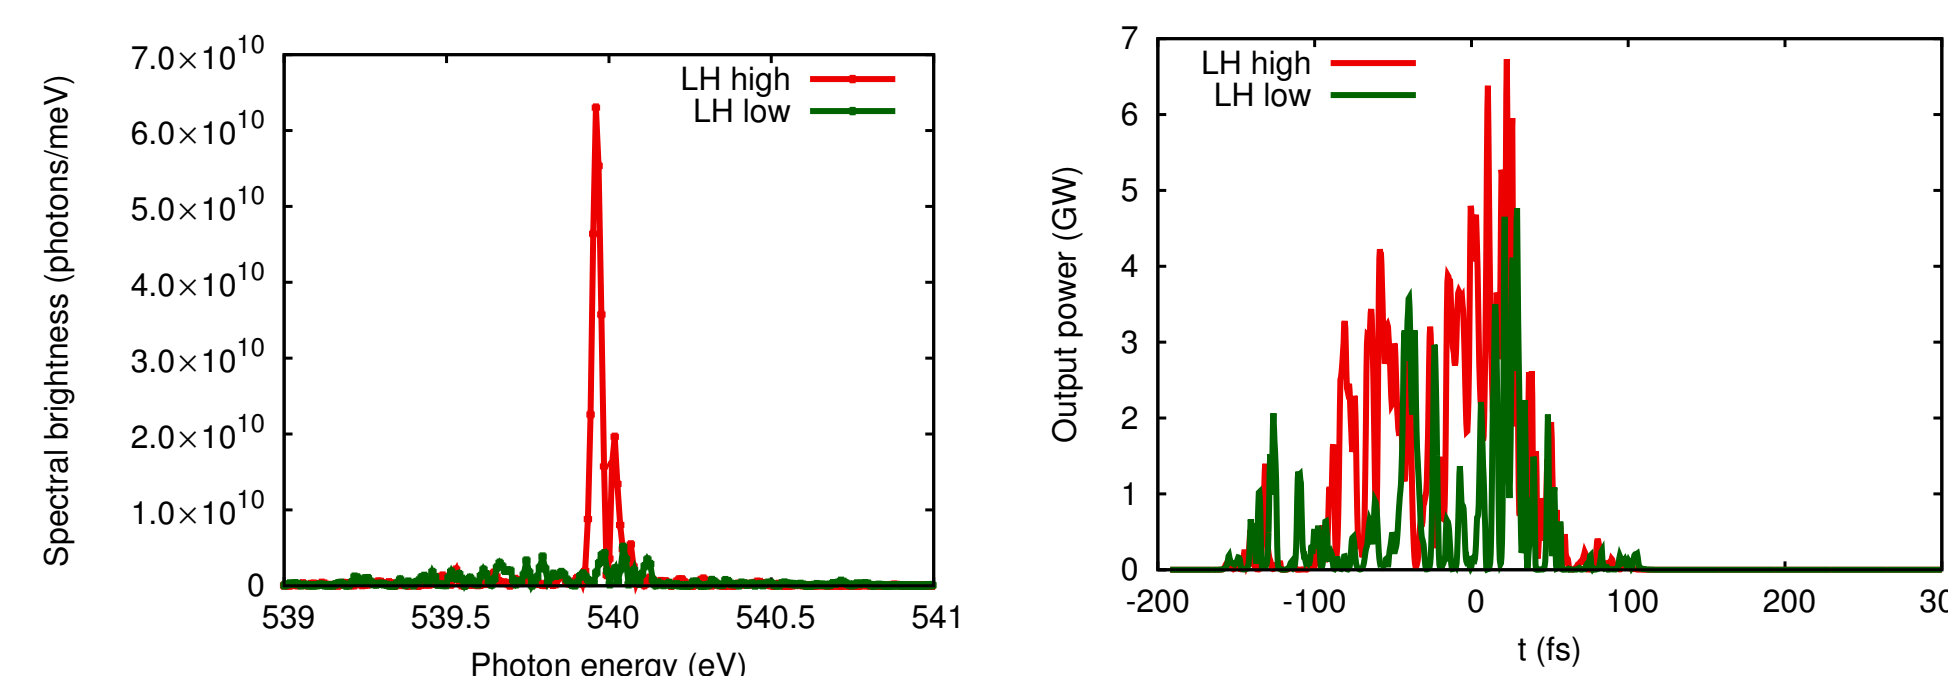 7.0×10^10
6.0×10^10
5.0×10^10
4.0×10^10
3.0×10^10
2.0×10^10
1.0×10^10
0
539 539.5 540 540.5 541
Spectral brightness (photons/meV)
Photon energy (eV)
LH high
LH low
7
6
5
4
3
2
1
0
-200 -100 0 100 200 30
Output power (GW)
t (fs)
LH high
LH low